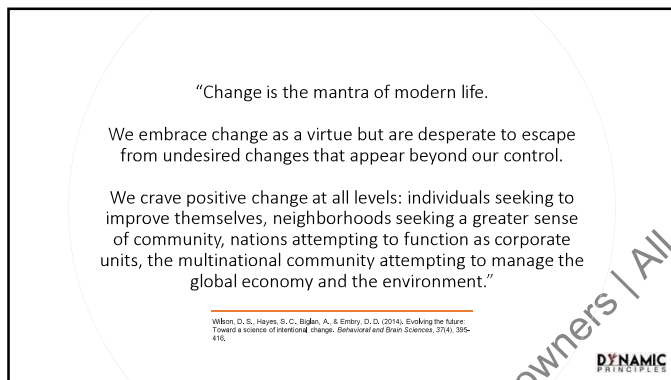 “Change is the mantra of modern life.
We embrace change as a virtue but are desperate to escape
from undesired changes that appear beyond our control.
We crave positive change at all levels: individuals seeking to
improve themselves, neighborhoods seeking a greater sense
of community, nations attempting to function as corporate
units, the multinational community attempting to manage the
global economy and the environment.”
Wilson, D. S., Hayes, S. C., Biglan, A., & Embry, D. D. (2014). Evolving the future:
Toward a science of intentional change. Behavioral and Brain Sciences, 37(4), 395–
416.
owners | All
DYNAMIC
PRINCIPLES